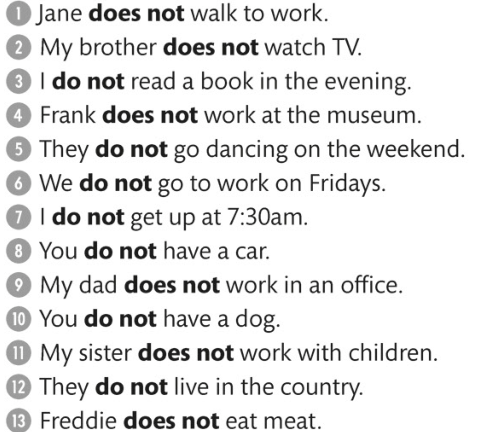 1 Jane does not walk to work.
2 My brother does not watch TV.
3 I do not read a book in the evening.
4 Frank does not work at the museum.
5 They do not go dancing on the weekend.
6 We do not go to work on Fridays.
7 I do not get up at 7:30am.
8 You do not have a car.
9 My dad does not work in an office.
10 You do not have a dog.
11 My sister does not work with children.
12 They do not live in the country.
13 Freddie does not eat meat.